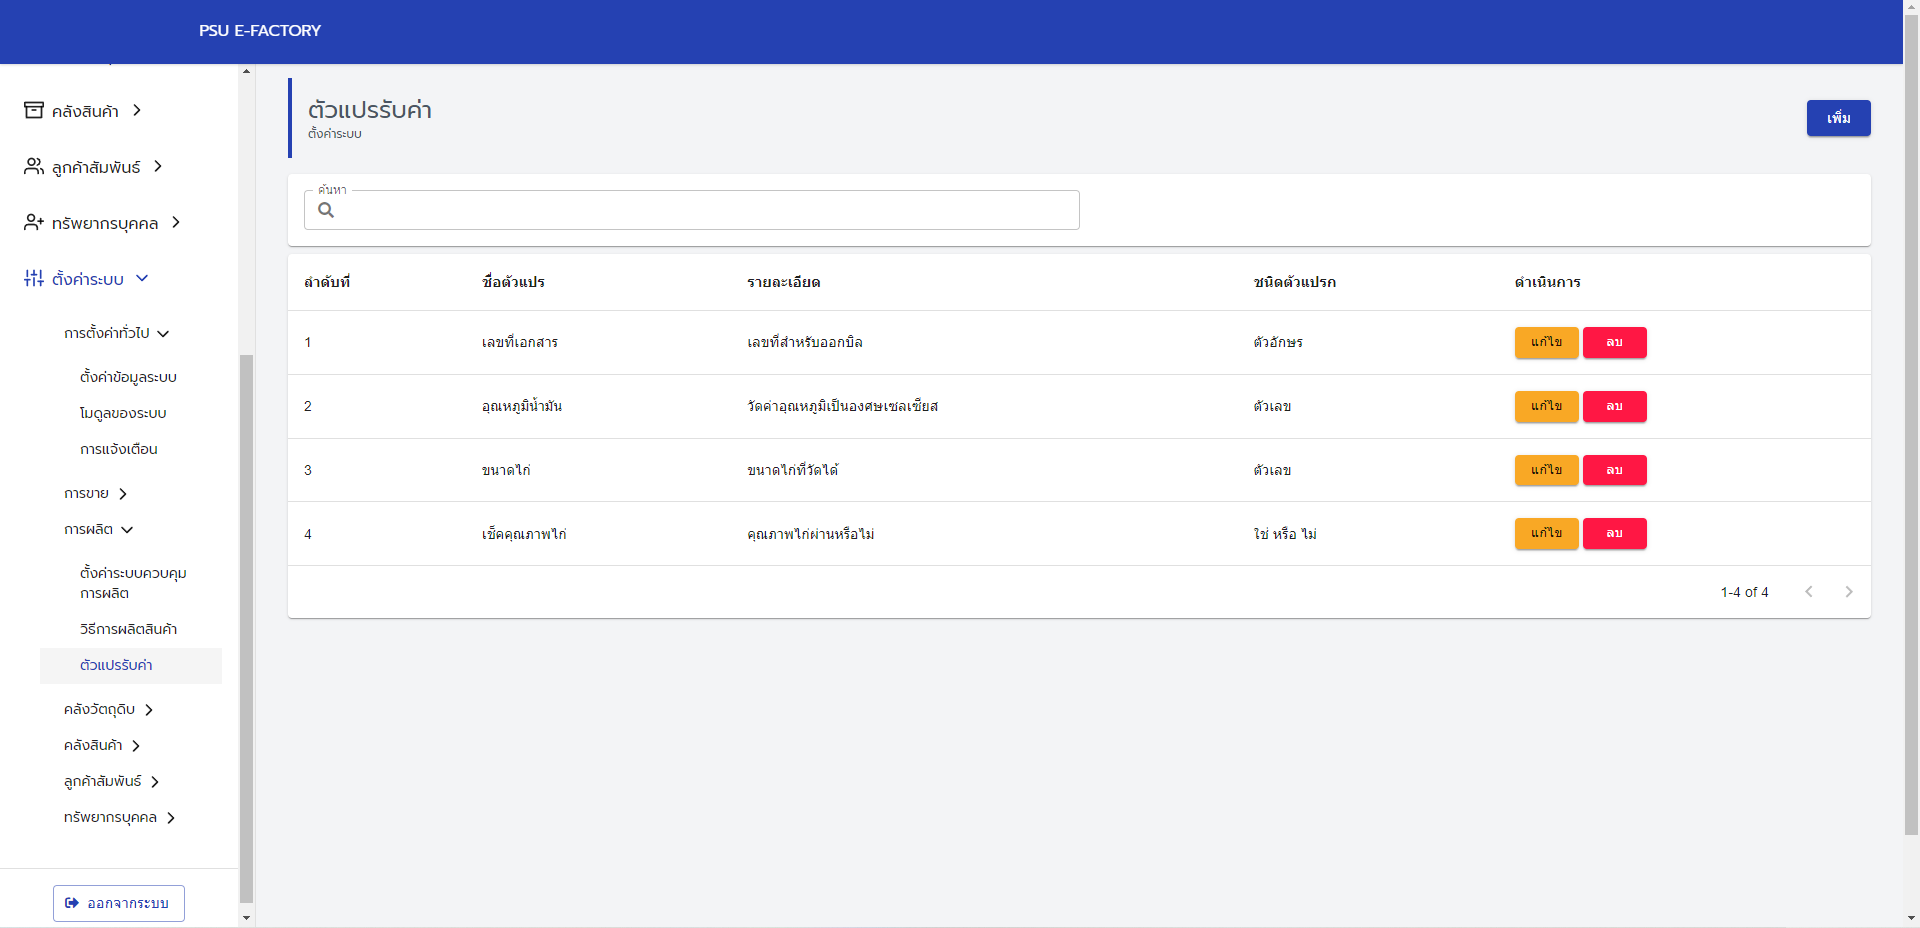 PSU E-FACTORY
คลังสินค้า
ลูกค้าสัมพันธ์
ทรัพยากรบุคคล
ตั้งค่าระบบ
การตั้งค่าทั่วไป
ตั้งค่าข้อมูลระบบ
โมดูลของระบบ
การแจ้งเตือน
การขาย
การผลิต
ตั้งค่าระบบควบคุม
การผลิต
วิธีการผลิตสินค้า
ตัวแปรรับค่า
คลังวัตถุดิบ
คลังสินค้า
ลูกค้าสัมพันธ์
ทรัพยากรบุคคล
ออกจากระบบ
ตัวแปรรับค่า
ตั้งค่าระบบ
เพิ่ม
ค้นหา
ลำดับที่ ชื่อตัวแปร รายละเอียด ชนิดตัวแปรก ดำเนินการ
1 เลขที่เอกสาร เลขที่สำหรับออกบิล ตัวอักษร แก้ไข ลบ
2 อุณหภูมิน้ำมัน วัดค่าอุณหภูมิเป็นองศษเซลเซียส ตัวเลข แก้ไข ลบ
3 ขนาดไก่ ขนาดไก่ที่วัดได้ ตัวเลข แก้ไข ลบ
4 เช็คคุณภาพไก่ คุณภาพไก่ผ่านหรือไม่ ใช่ หรือ ไม่ แก้ไข ลบ
1-4 of 4